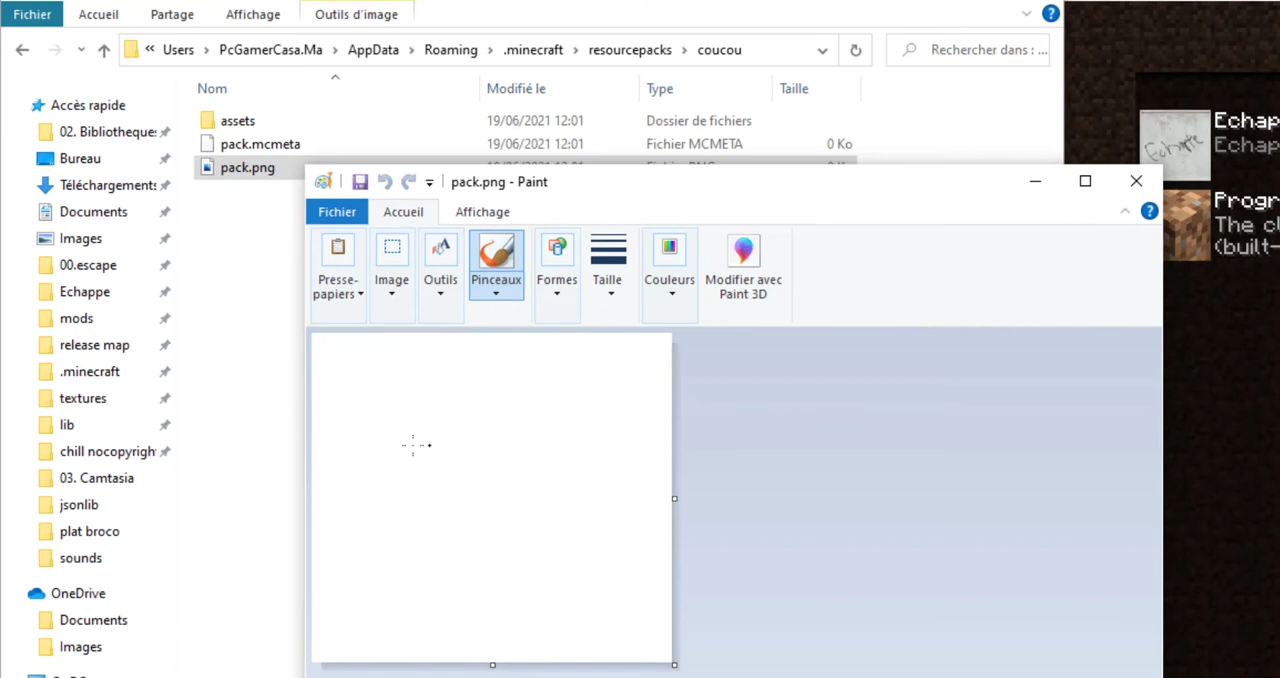 Fichier Accueil Partage Affichage Outils d'image
« Users > PcGamerCasa.Ma > AppData > Roaming > .minecraft > resourcepacks > coucou Rechercher dans : ...
Nom Modifié le Type Taille
Accès rapide
assets 19/06/2021 12:01 Dossier de fichiers
02. Bibliotheques
pack.mcmeta 19/06/2021 12:01 Fichier MCMETA 0 Ko
Bureau
pack.png
Téléchargements
Documents
Images
00.escape
Echappe
mods
release map
.minecraft
textures
lib
chill nocopyrigh
03. Camtasia
jsonlib
plat broco
sounds
OneDrive
Documents
Images
pack.png - Paint
Fichier Accueil Affichage
Presse-
papiers
Image
Outils
Pinceaux
Formes
Taille
Couleurs
Modifier avec
Paint 3D
Echap
Echap
Echappe
Progr
The cl
(built-